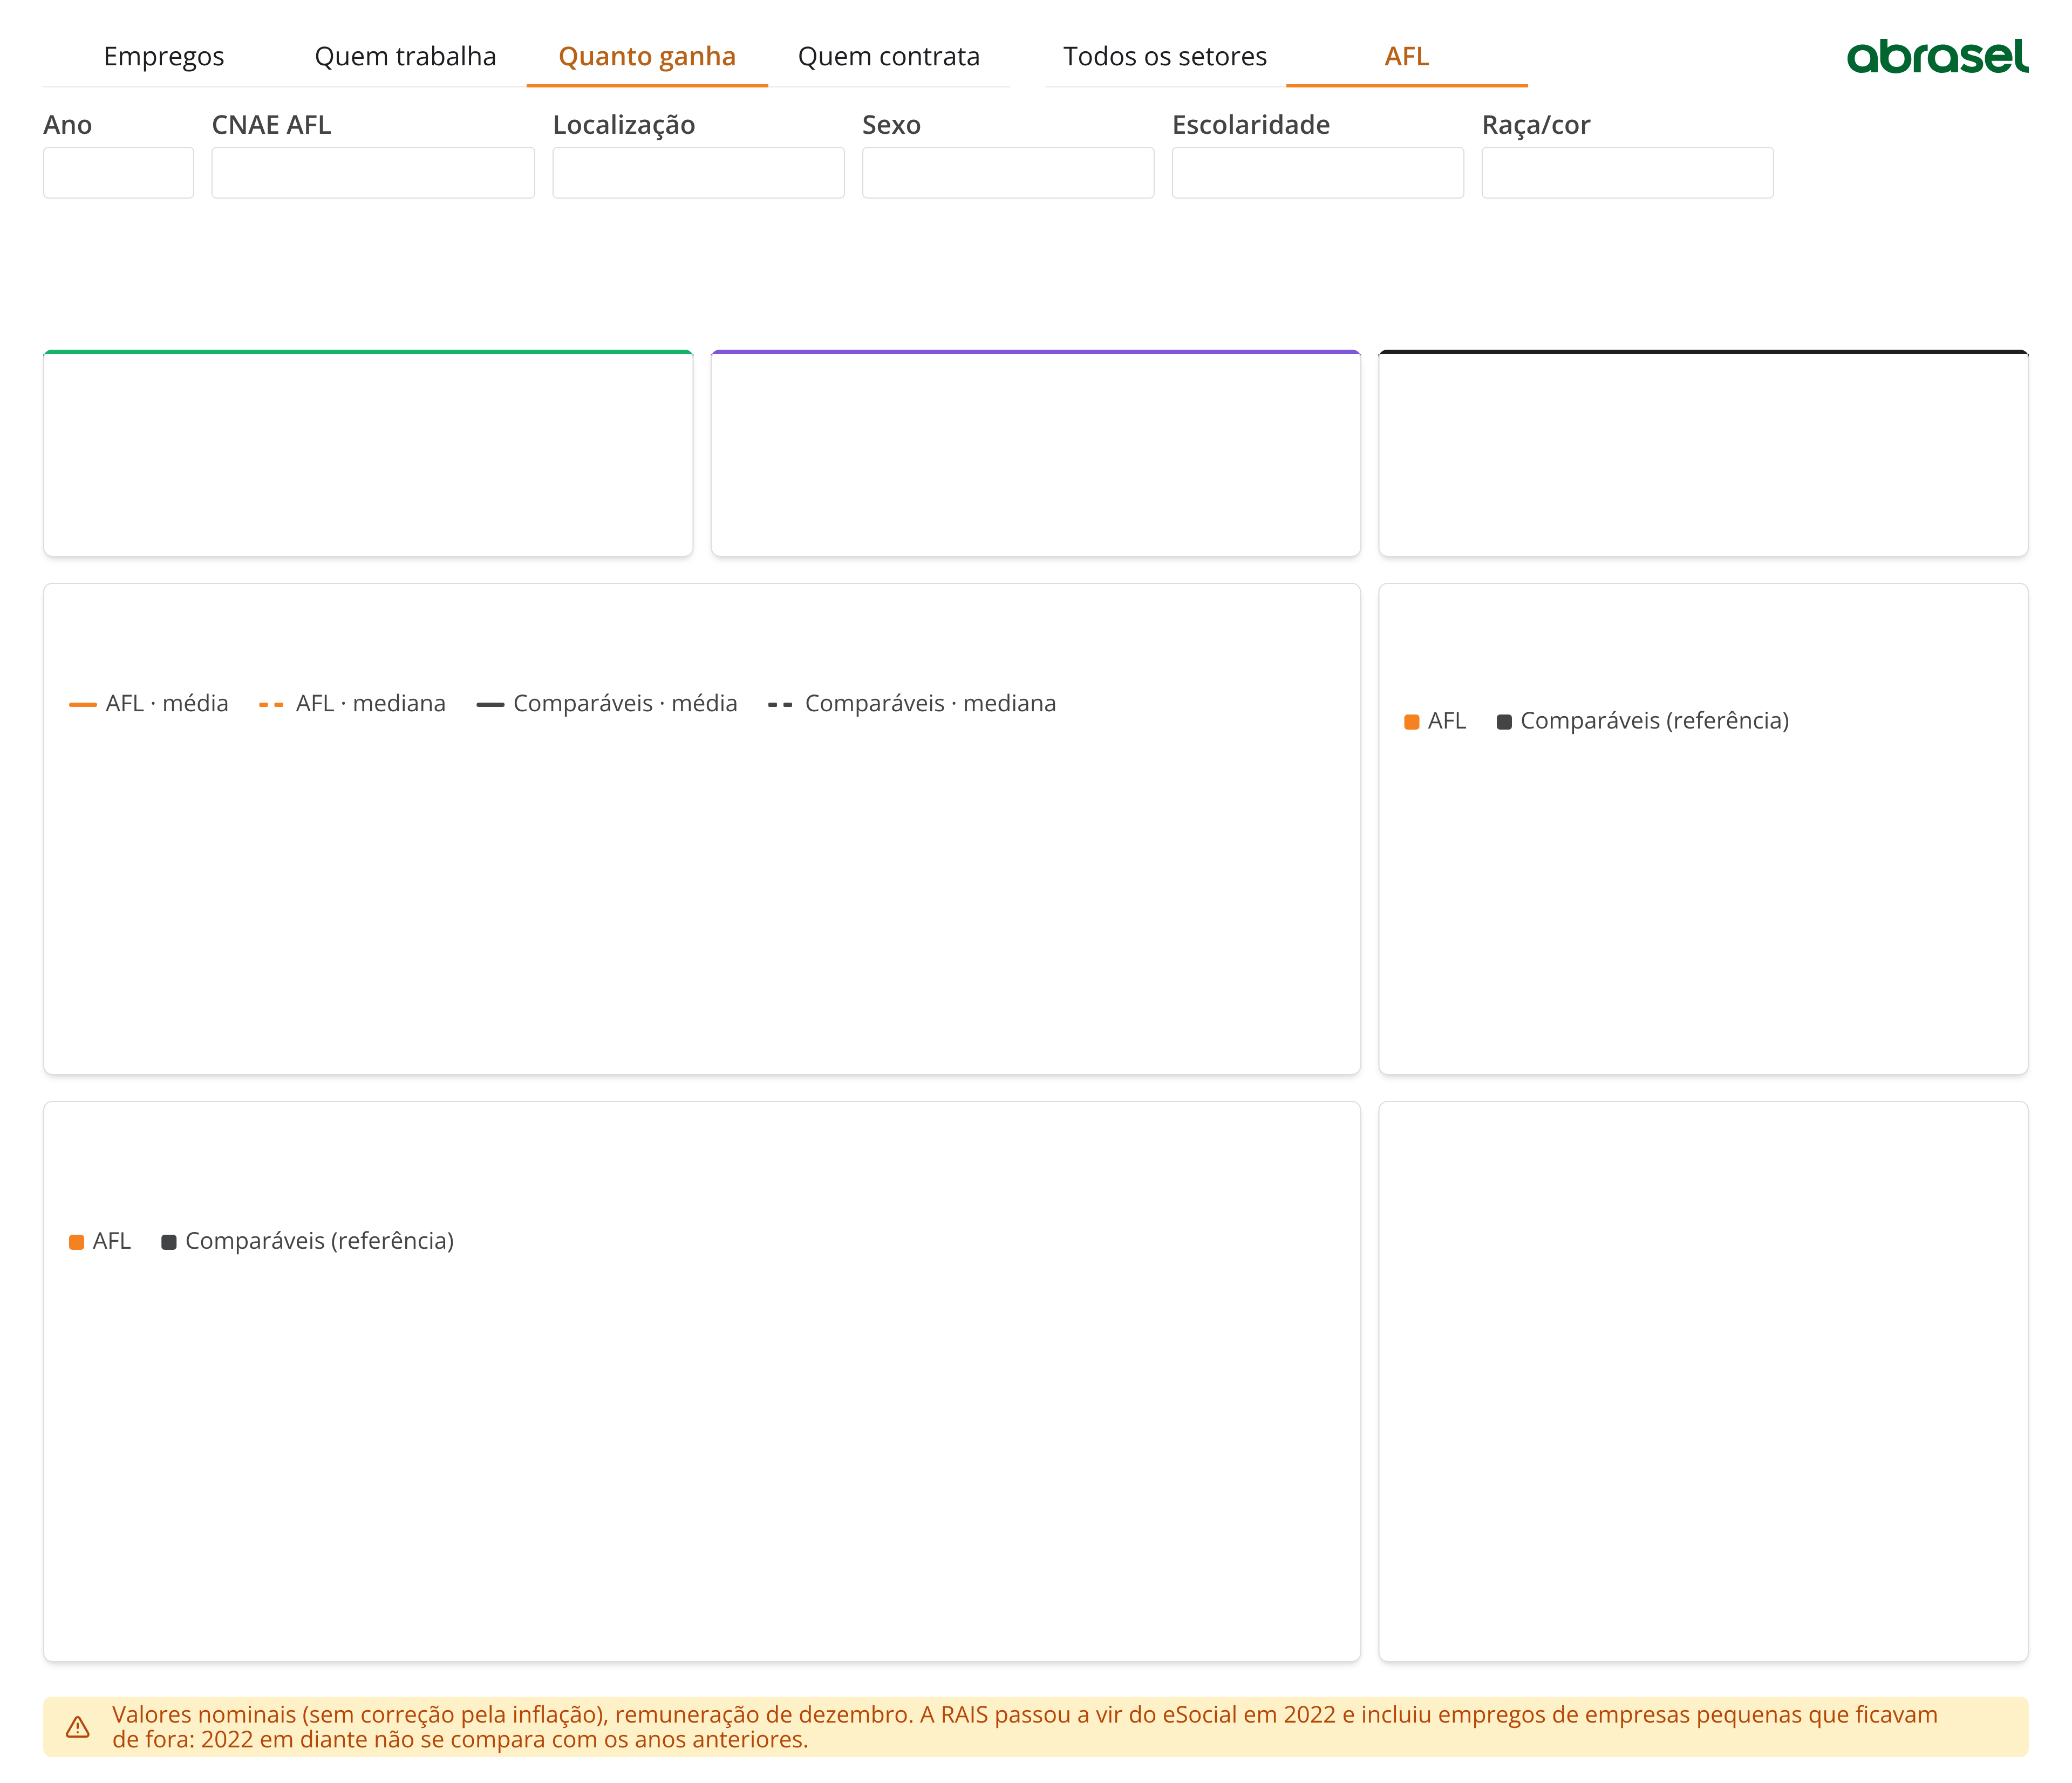 Empregos
Quem trabalha
Quanto ganha
Quem contrata
Todos os setores
AFL
abrasel
Ano
CNAE AFL
Localização
Sexo
Escolaridade
Raça/cor
AFL · média
AFL · mediana
Comparáveis · média
Comparáveis · mediana
AFL
Comparáveis (referência)
AFL
Comparáveis (referência)
Valores nominais (sem correção pela inflação), remuneração de dezembro. A RAIS passou a vir do eSocial em 2022 e incluiu empregos de empresas pequenas que ficavam
de fora: 2022 em diante não se compara com os anos anteriores.